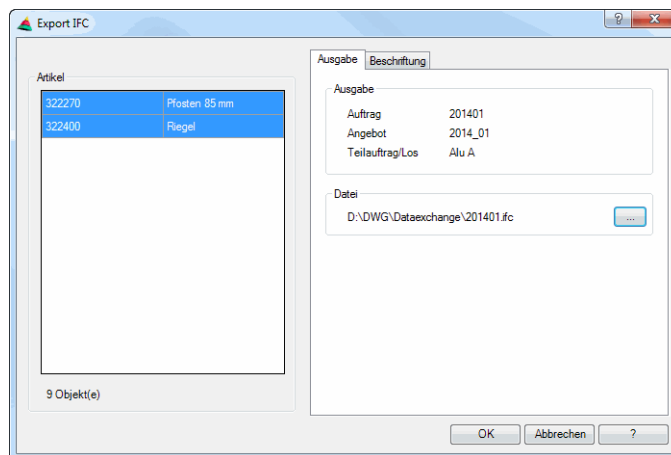 Export IFC
?
Artikel
322270 Pfosten 85 mm
322400 Riegel
9 Objekt(e)
Ausgabe Beschriftung
Ausgabe
Auftrag 201401
Angebot 2014_01
Teilauftrag/Los Alu A
Datei
D:\DWG\Dataexchange\201401.ifc ...
OK Abbrechen ?